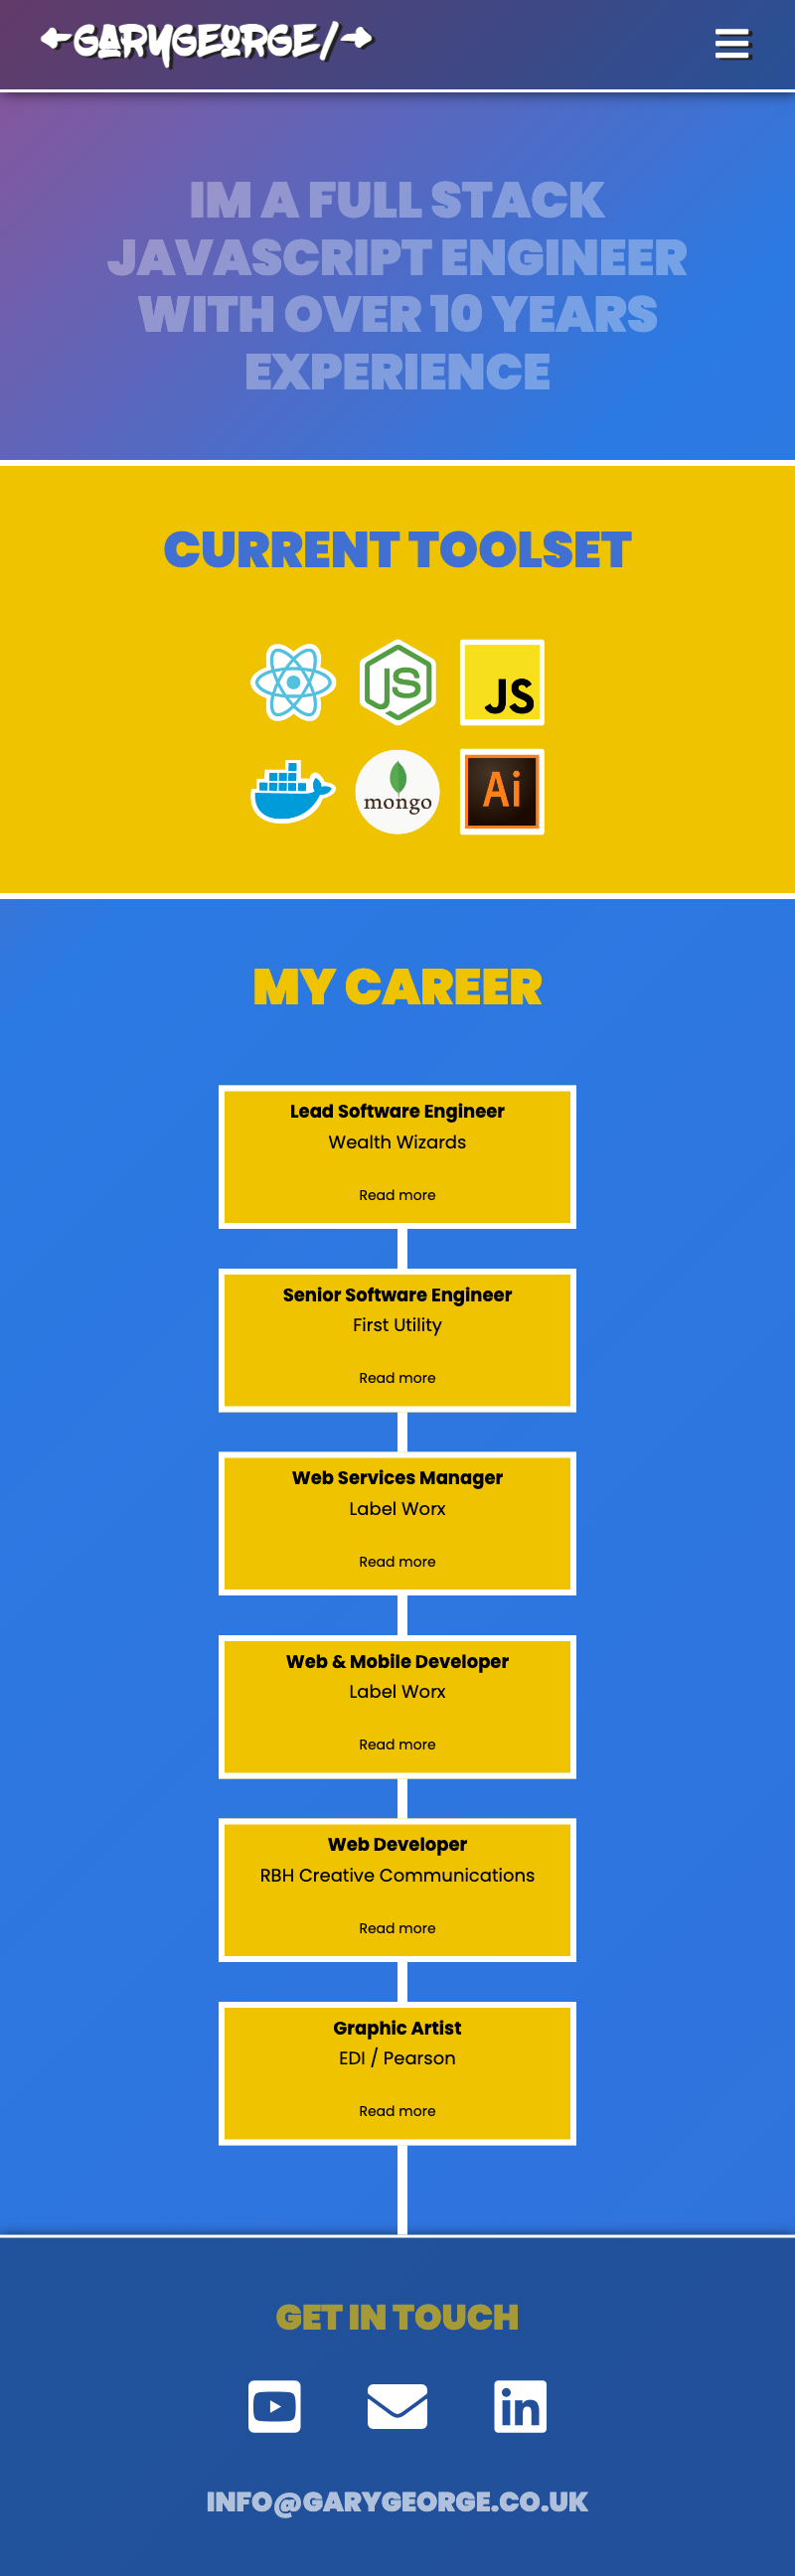 GARYGEORGE/
IM A FULL STACK
JAVASCRIPT ENGINEER
WITH OVER 10 YEARS
EXPERIENCE
CURRENT TOOLSET
JS
JS
mongo
Ai
MY CAREER
Lead Software Engineer
Wealth Wizards
Read more
Senior Software Engineer
First Utility
Read more
Web Services Manager
Label Worx
Read more
Web & Mobile Developer
Label Worx
Read more
Web Developer
RBH Creative Communications
Read more
Graphic Artist
EDI / Pearson
Read more
GET IN TOUCH
in
INFO@GARYGEORGE.CO.UK